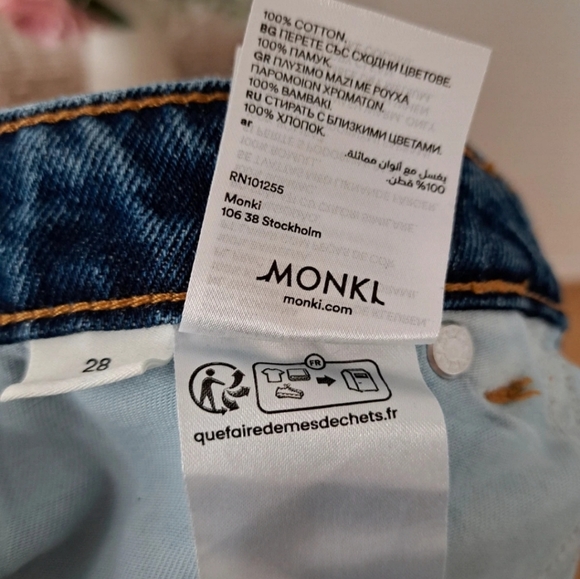 100% COTTON.
BG ПЕРЕТЕ СЪС СХОДНИ ЦВЕТОВЕ.
100% ПАМУК.
GR ΠΛΥΣΙΜΟ ΜΑΖΙ ΜΕ ΡΟΥΧΑ
ΠΑΡΟΜΟΙΩΝ ΧΡΩΜΑΤΩΝ.
100% ΒΑΜΒΑΚΙ.
RU СТИРАТЬ С БЛИЗКИМИ ЦВЕТАМИ.
100% ХЛОПОК.
ar
يغسل مع ألوان مماثلة.
100% قطن.
RN101255
Monki
106 38 Stockholm
MONKI
monki.com
28
FR
quefairedemesdechets.fr